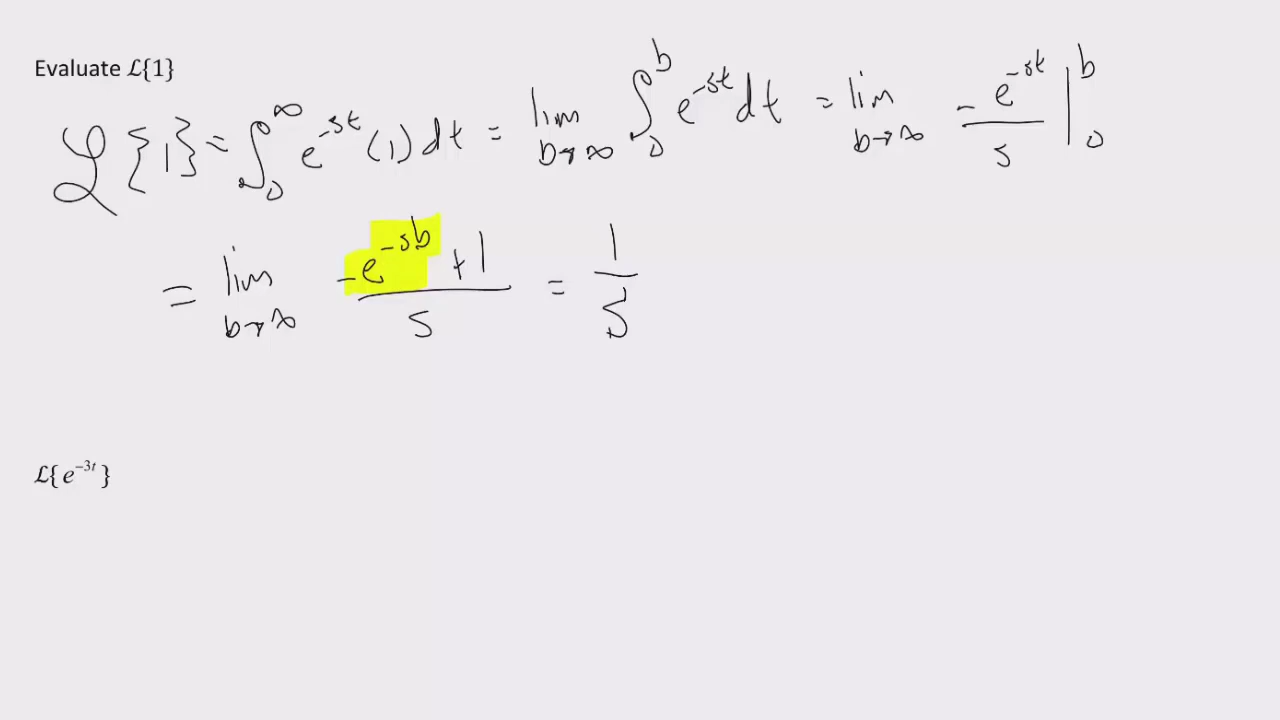 Evaluate ℒ{1}
ℒ{1} = ∫₀^∞ e^{-st} (1) dt = lim_{b→∞} ∫₀^b e^{-st} dt = lim_{b→∞} -e^{-st}/s |₀^b
= lim_{b→∞} (-e^{-sb} + 1)/s = 1/s
ℒ{e^{-3t}}